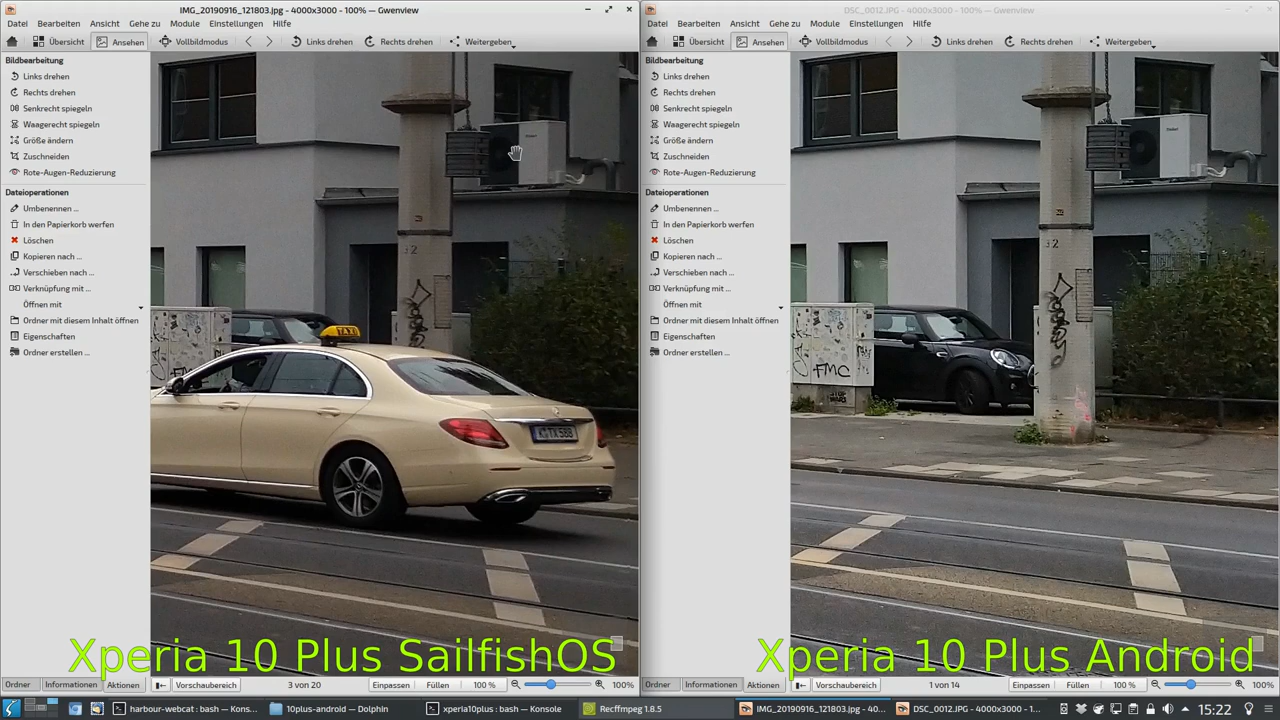 IMG_20190916_121803.jpg - 4000x3000 - 100% — Gwenview
Datei Bearbeiten Ansicht Gehe zu Module Einstellungen Hilfe
Übersicht Ansehen Vollbildmodus Links drehen Rechts drehen Weitergeben
Bildbearbeitung
Links drehen
Rechts drehen
Senkrecht spiegeln
Waagerecht spiegeln
Größe ändern
Zuschneiden
Rote-Augen-Reduzierung
Dateioperationen
Umbenennen ...
In den Papierkorb werfen
Löschen
Kopieren nach ...
Verschieben nach ...
Verknüpfung mit ...
Öffnen mit
Ordner mit diesem Inhalt öffnen
Eigenschaften
Ordner erstellen ...
TAXI
Xperia 10 Plus SailfishOS
Ordner Informationen Aktionen Vorschaubereich 3 von 20 Einpassen Füllen 100 % 100%
DSC_0012.JPG - 4000x3000 - 100% — Gwenview
Datei Bearbeiten Ansicht Gehe zu Module Einstellungen Hilfe
Übersicht Ansehen Vollbildmodus Links drehen Rechts drehen Weitergeben
Bildbearbeitung
Links drehen
Rechts drehen
Senkrecht spiegeln
Waagerecht spiegeln
Größe ändern
Zuschneiden
Rote-Augen-Reduzierung
Dateioperationen
Umbenennen ...
In den Papierkorb werfen
Löschen
Kopieren nach ...
Verschieben nach ...
Verknüpfung mit ...
Öffnen mit
Ordner mit diesem Inhalt öffnen
Eigenschaften
Ordner erstellen ...
FMC
Xperia 10 Plus Android
Ordner Informationen Aktionen Vorschaubereich 1 von 14 Einpassen Füllen 100 % 100%
harbour-webcat : bash — Kons... 10plus-android — Dolphin xperia10plus : bash — Konsole Recffmpeg 1.8.5 IMG_20190916_121803.jpg - 40... DSC_0012.JPG - 4000x3000 - 1... 15:22